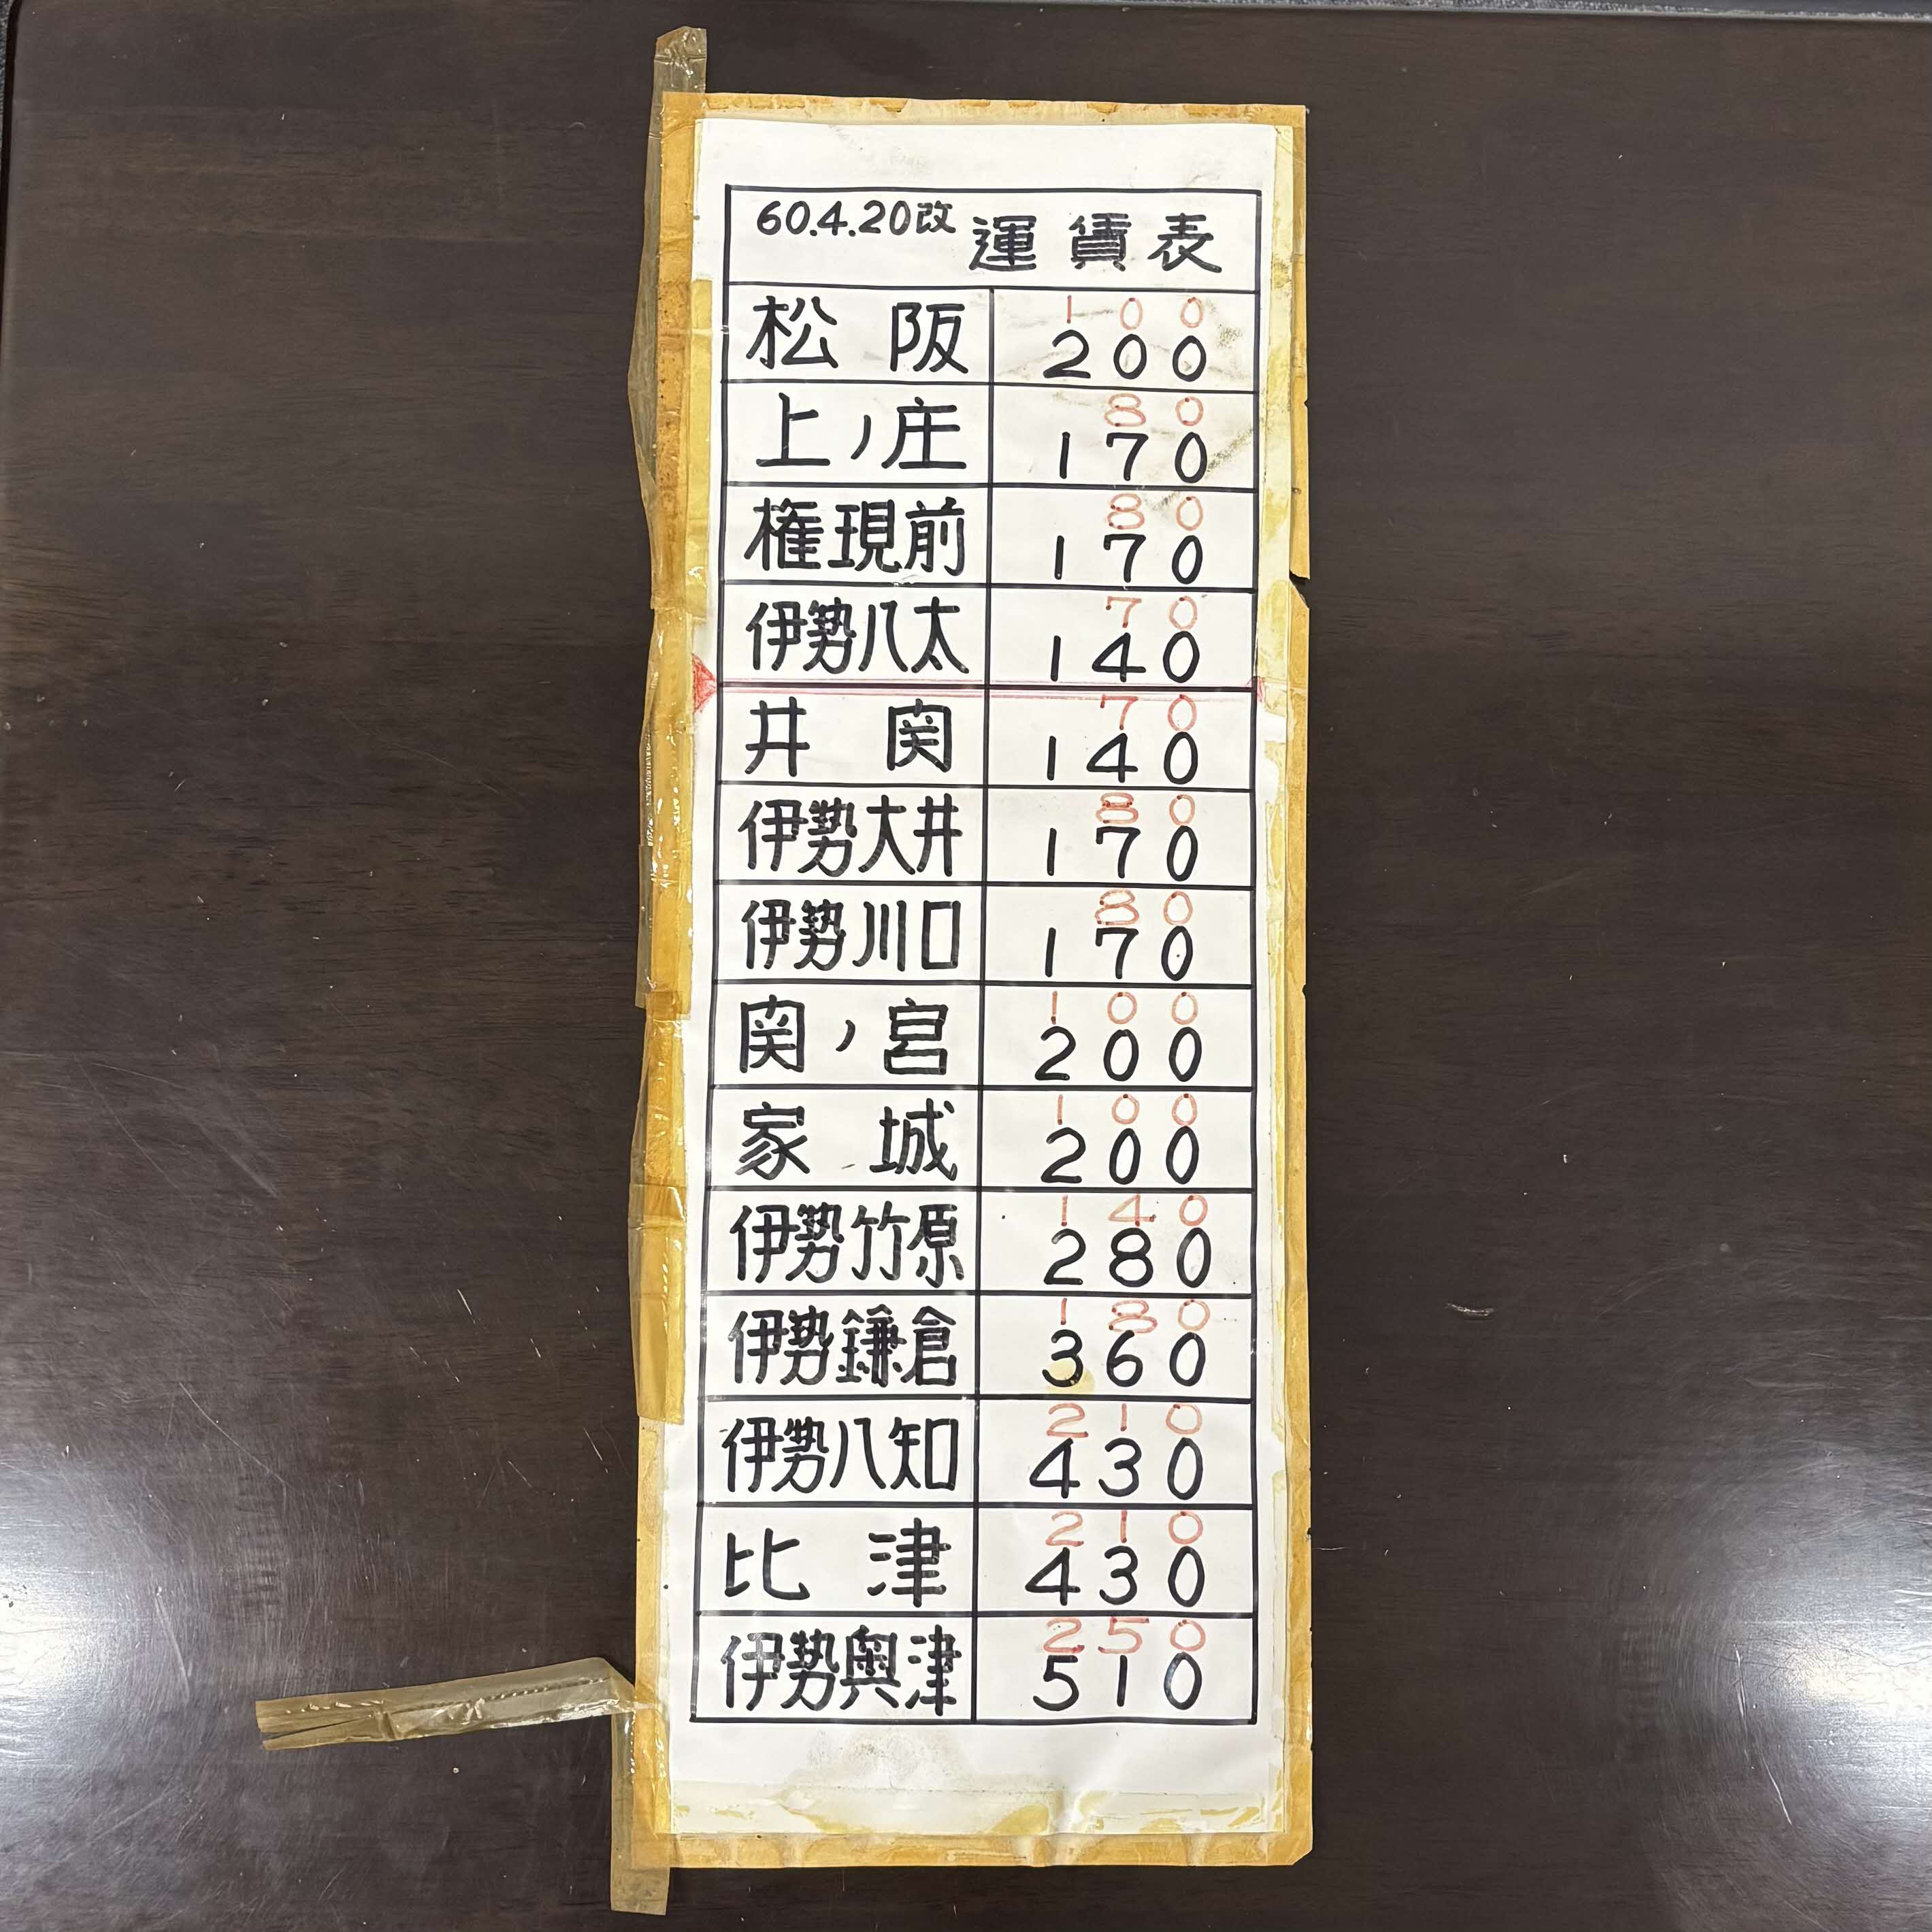 60.4.20改 運賃表
松阪 100
200
上ノ庄 80
170
権現前 80
170
伊勢八太 70
140
井関 70
140
伊勢大井 80
170
伊勢川口 80
170
関ノ宮 100
200
家城 100
200
伊勢竹原 140
280
伊勢鎌倉 180
360
伊勢八知 210
430
比津 210
430
伊勢奥津 250
510